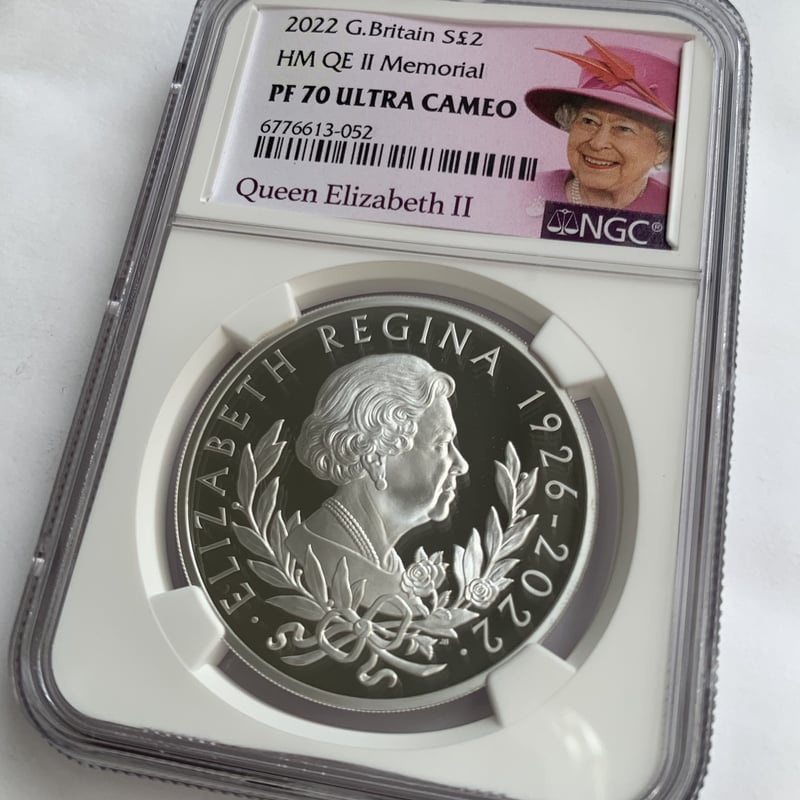 2022 G.Britain S£2
HM QE II Memorial
PF 70 ULTRA CAMEO
6776613-052
Queen Elizabeth II
NGC®
· ELIZABETH REGINA 1926-2022 ·